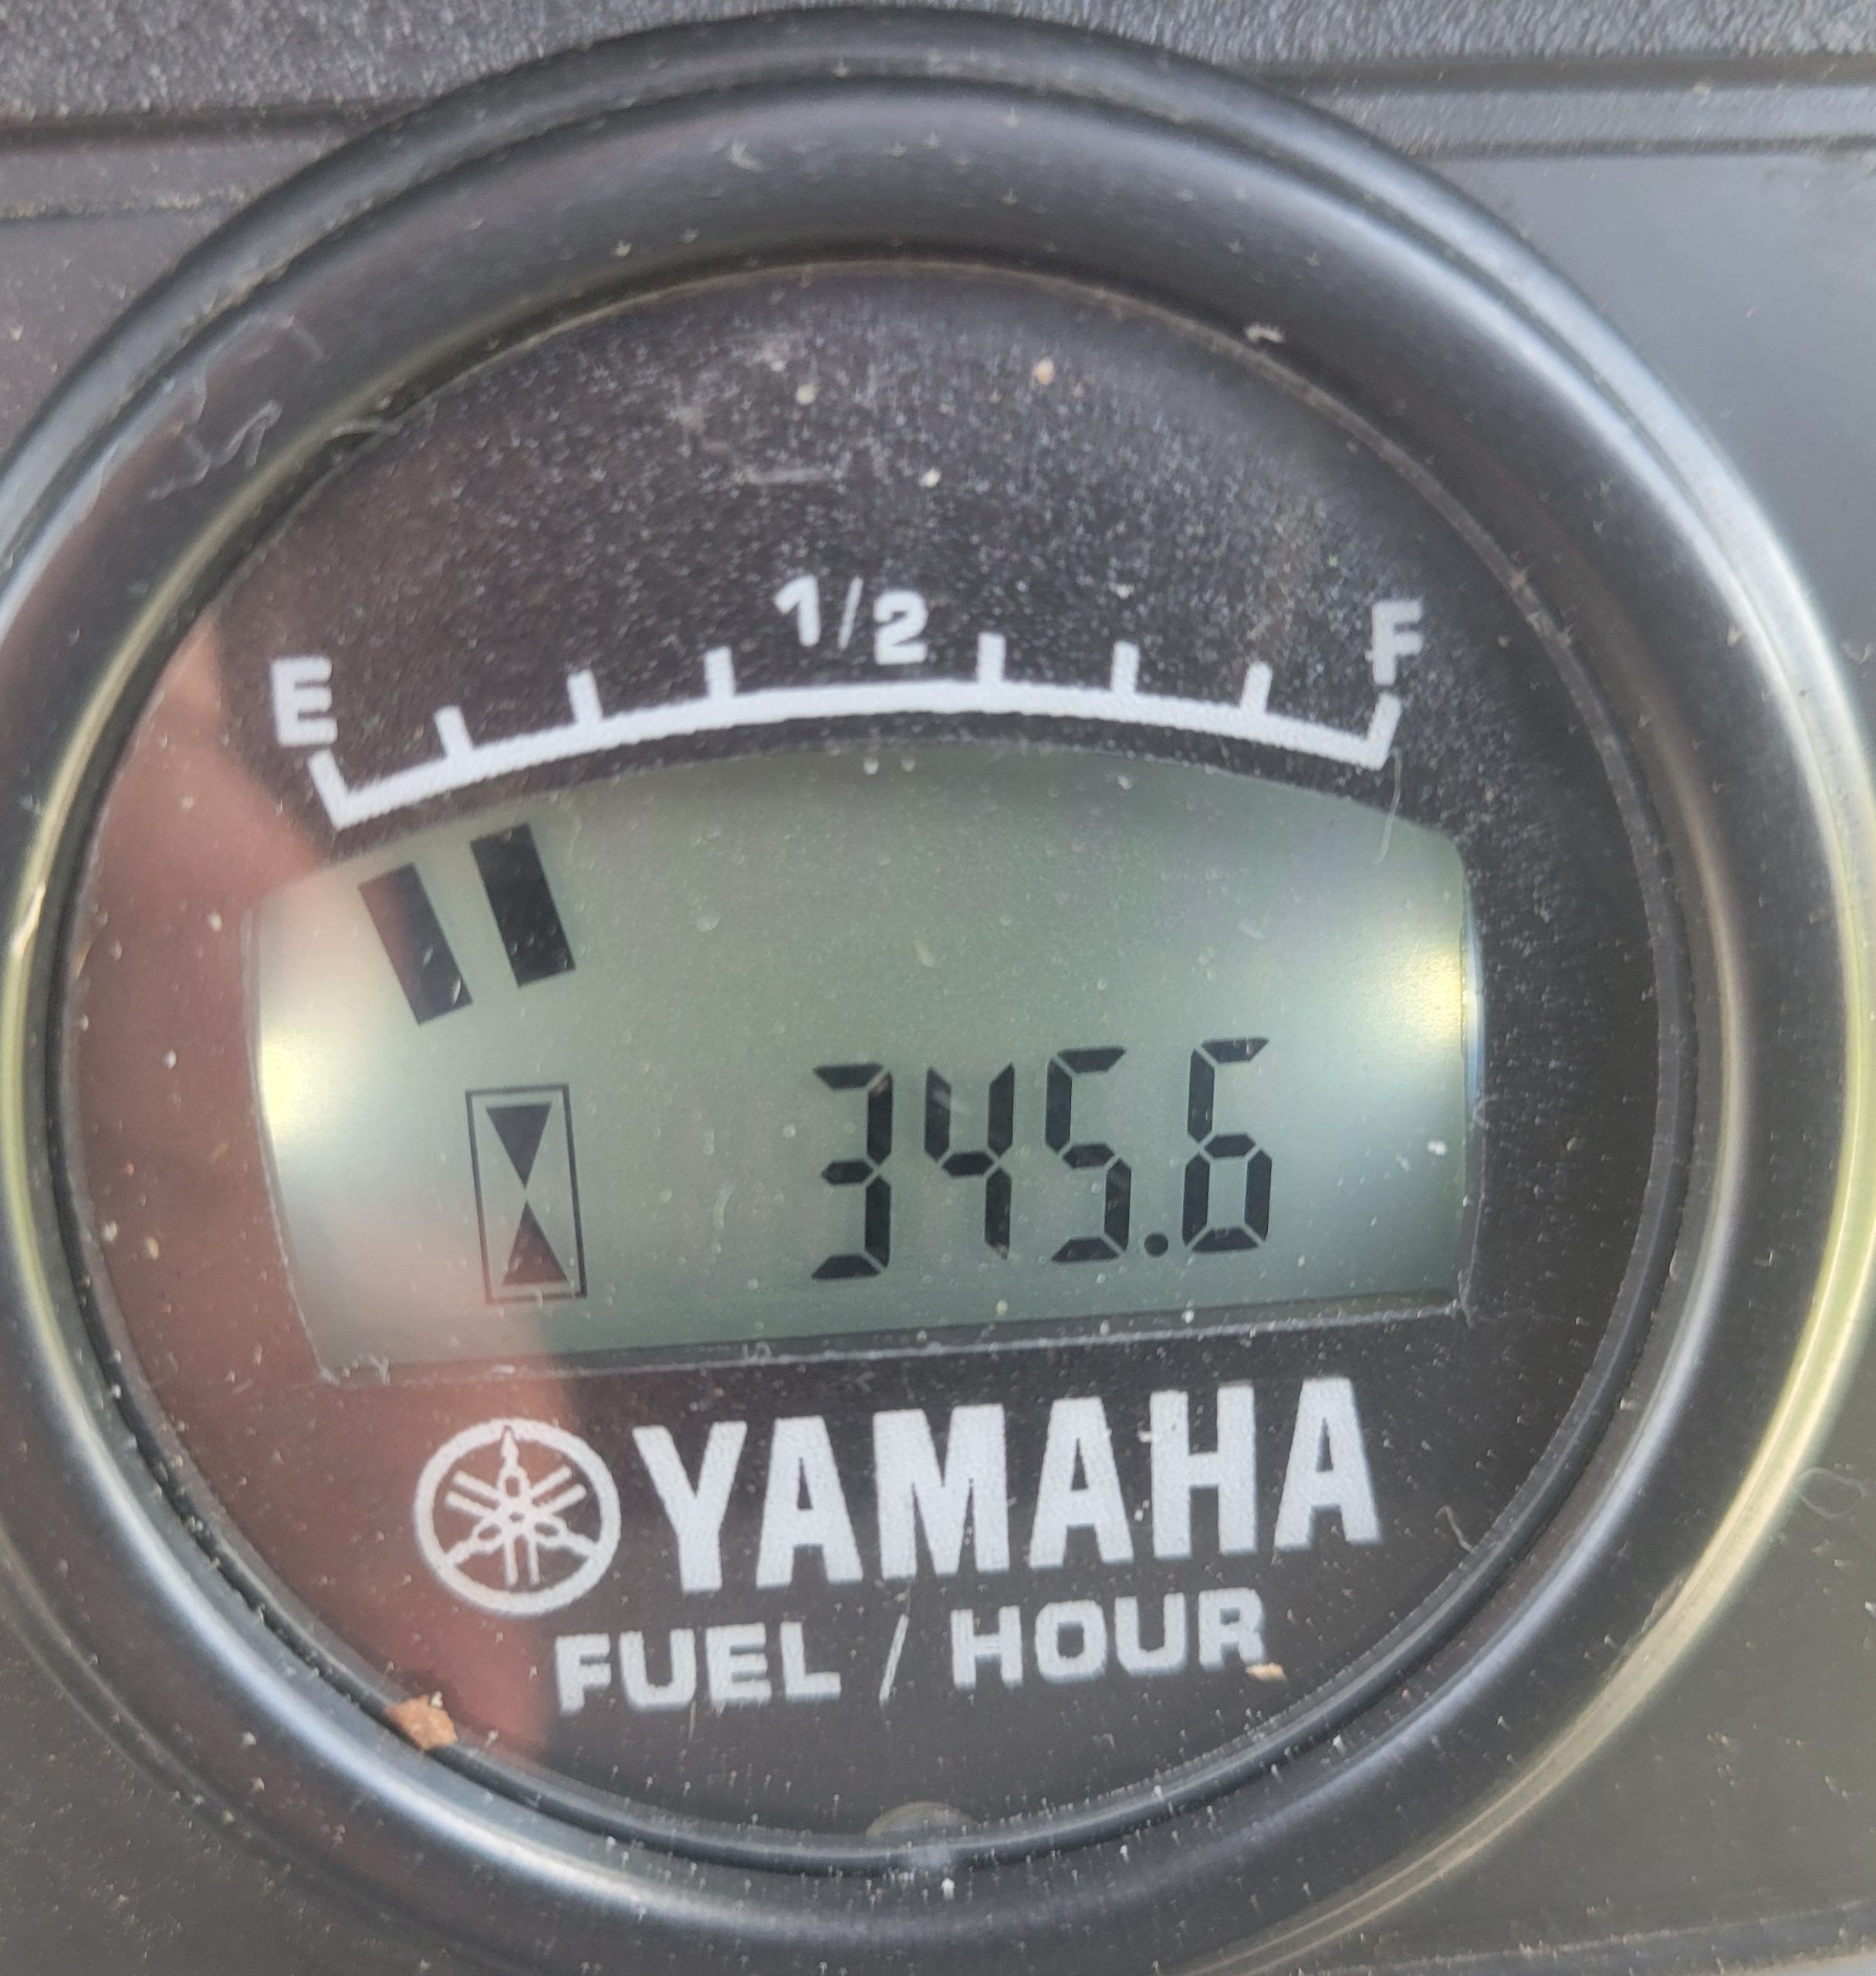 E 1/2 F
345.6
YAMAHA
FUEL / HOUR